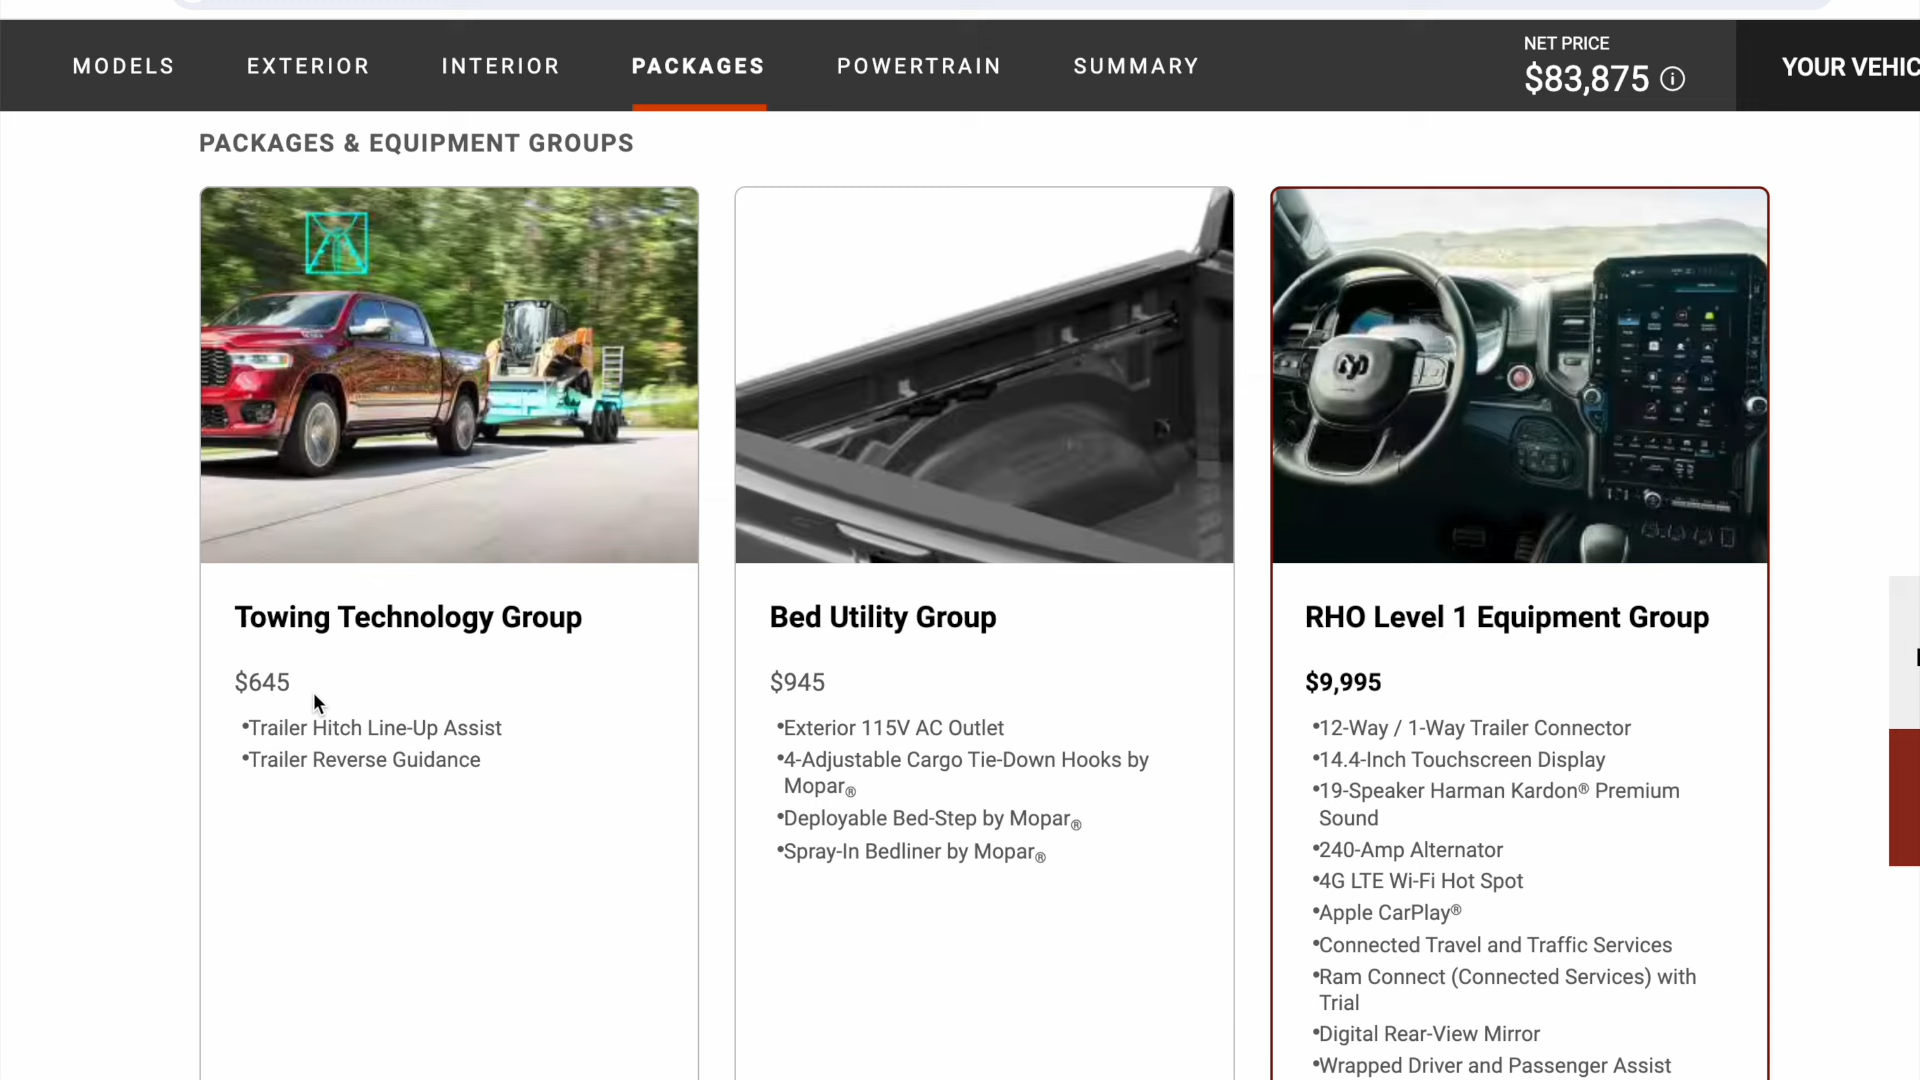 MODELS
EXTERIOR
INTERIOR
PACKAGES
POWERTRAIN
SUMMARY
NET PRICE
$83,875
YOUR VEHIC
PACKAGES & EQUIPMENT GROUPS
Towing Technology Group
$645
•Trailer Hitch Line-Up Assist
•Trailer Reverse Guidance
Bed Utility Group
$945
•Exterior 115V AC Outlet
•4-Adjustable Cargo Tie-Down Hooks by
Mopar®
•Deployable Bed-Step by Mopar®
•Spray-In Bedliner by Mopar®
RHO Level 1 Equipment Group
$9,995
•12-Way / 1-Way Trailer Connector
•14.4-Inch Touchscreen Display
•19-Speaker Harman Kardon® Premium
Sound
•240-Amp Alternator
•4G LTE Wi-Fi Hot Spot
•Apple CarPlay®
•Connected Travel and Traffic Services
•Ram Connect (Connected Services) with
Trial
•Digital Rear-View Mirror
•Wrapped Driver and Passenger Assist